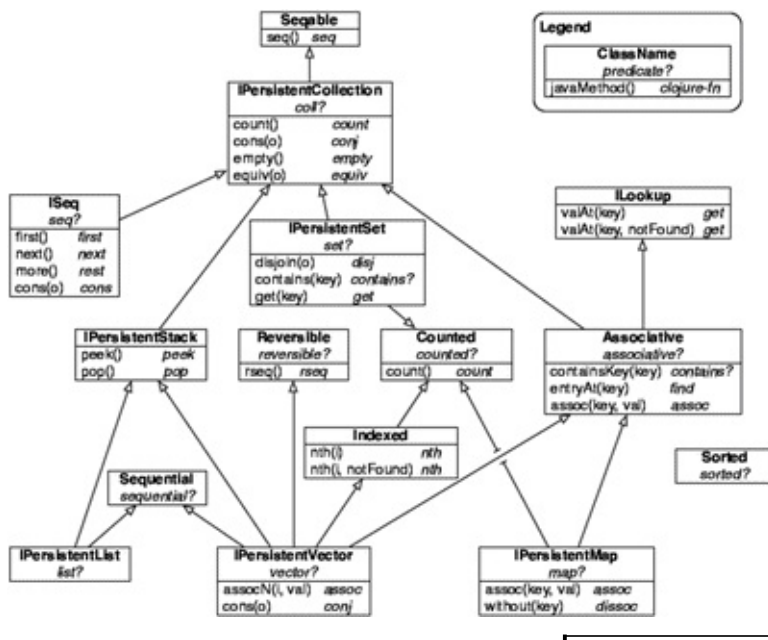 Seqable
seq() seq
Legend
ClassName
predicate?
javaMethod() clojure-fn
IPersistentCollection
coll?
count() count
cons(o) conj
empty() empty
equiv(o) equiv
ISeq
seq?
first() first
next() next
more() rest
cons(o) cons
IPersistentSet
set?
disjoin(o) disj
contains(key) contains?
get(key) get
ILookup
valAt(key) get
valAt(key, notFound) get
IPersistentStack
peek() peek
pop() pop
Reversible
reversible?
rseq() rseq
Counted
counted?
count() count
Associative
associative?
containsKey(key) contains?
entryAt(key) find
assoc(key, val) assoc
Indexed
nth(i) nth
nth(i, notFound) nth
Sorted
sorted?
Sequential
sequential?
IPersistentList
list?
IPersistentVector
vector?
assocN(i, val) assoc
cons(o) conj
IPersistentMap
map?
assoc(key, val) assoc
without(key) dissoc